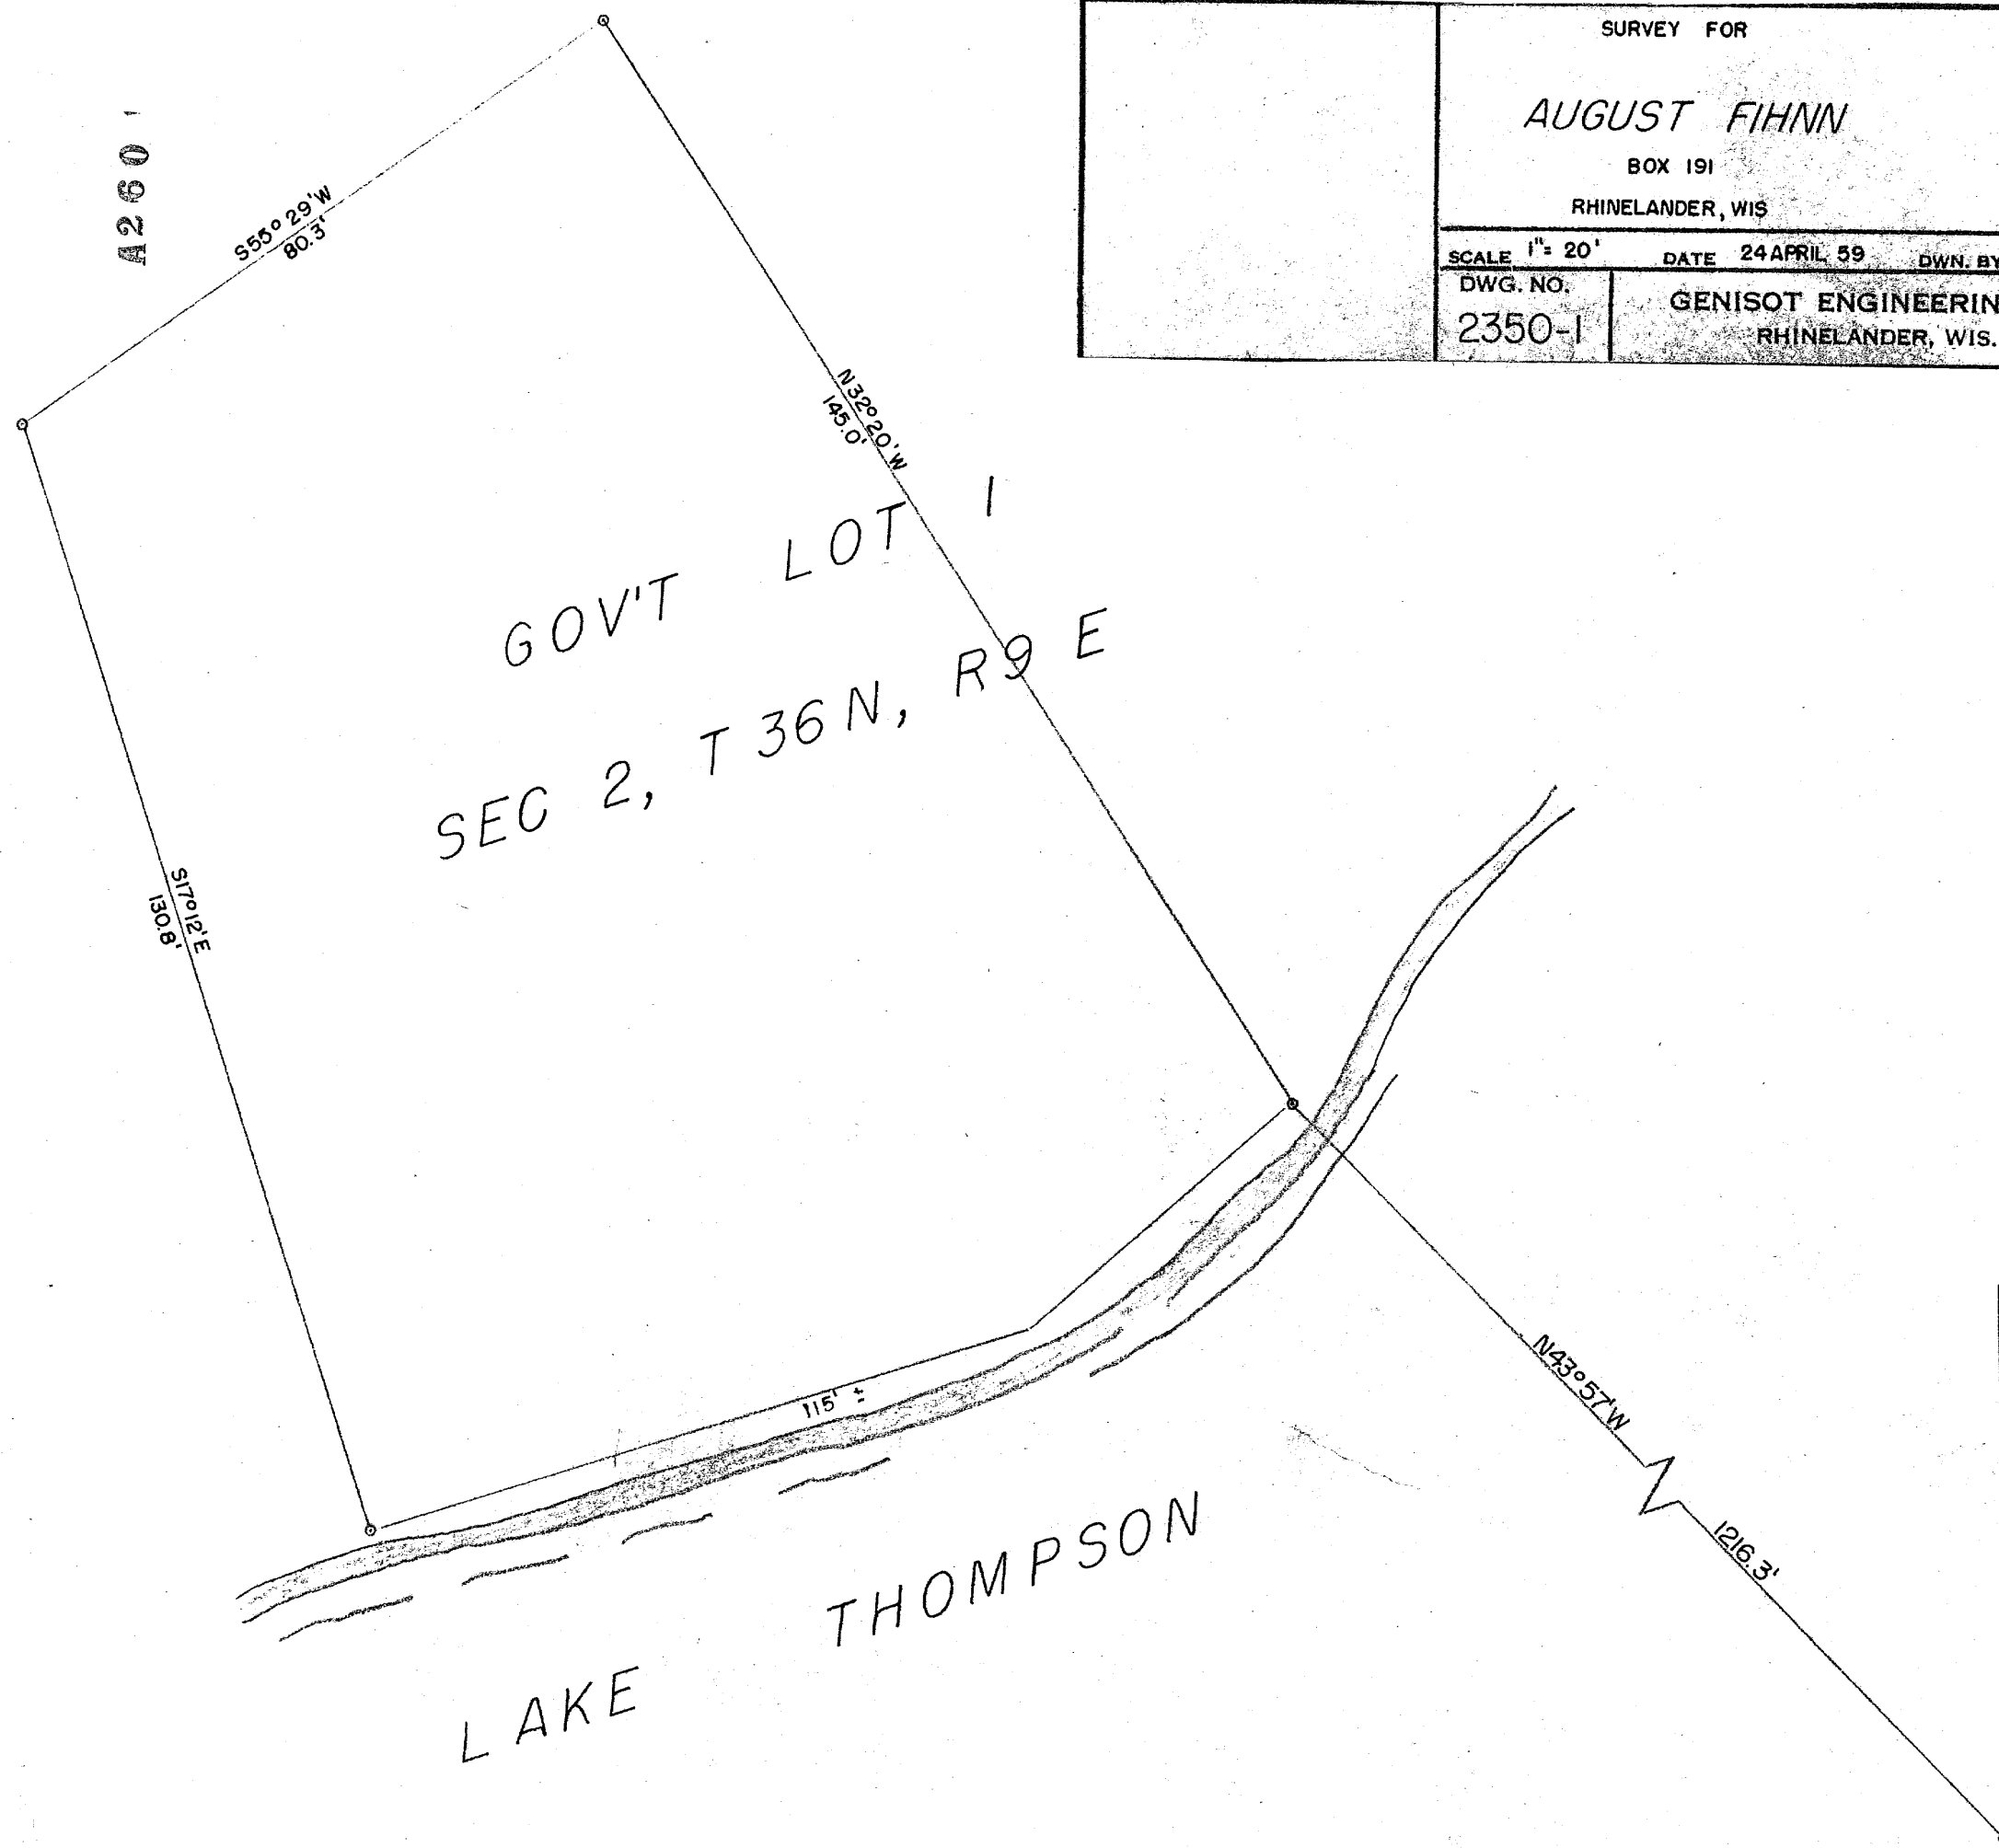 A260
SURVEY FOR
AUGUST FIHNN
BOX 191
RHINELANDER, WIS
SCALE 1"= 20' DATE 24 APRIL 59 DWN. BY
DWG. NO.
2350-1
GENISOT ENGINEERIN
RHINELANDER, WIS.
S55° 29'W
80.3'
N32° 20'W
145.0'
GOV'T LOT 1
SEC 2, T 36 N, R9 E
S17° 12' E
130.8'
115' ±
N43° 57'W
1216.3'
LAKE THOMPSON